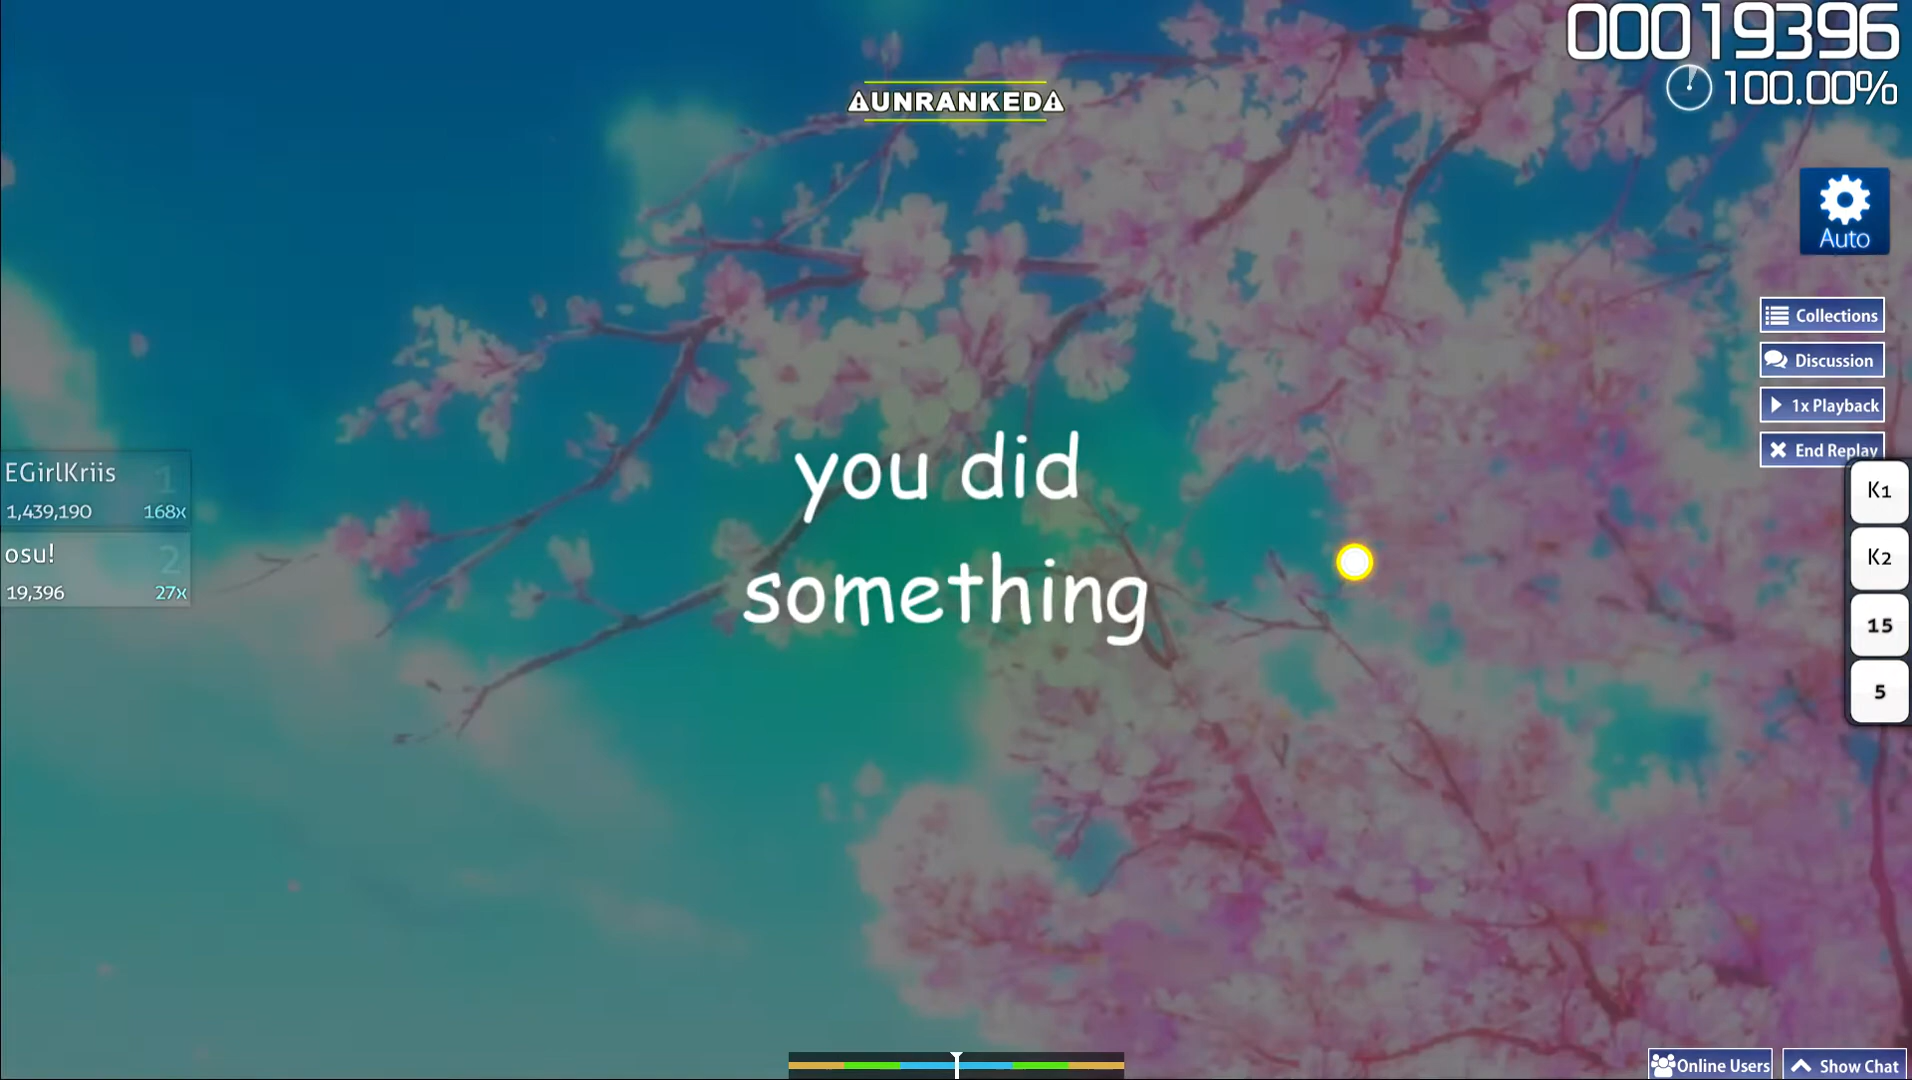 00019396
100.00%
⚠UNRANKED⚠
Auto
Collections
Discussion
1x Playback
End Replay
you did
something
EGirlKriis
1
1,439,190
168x
osu!
2
19,396
27x
K1
K2
15
5
Online Users
Show Chat